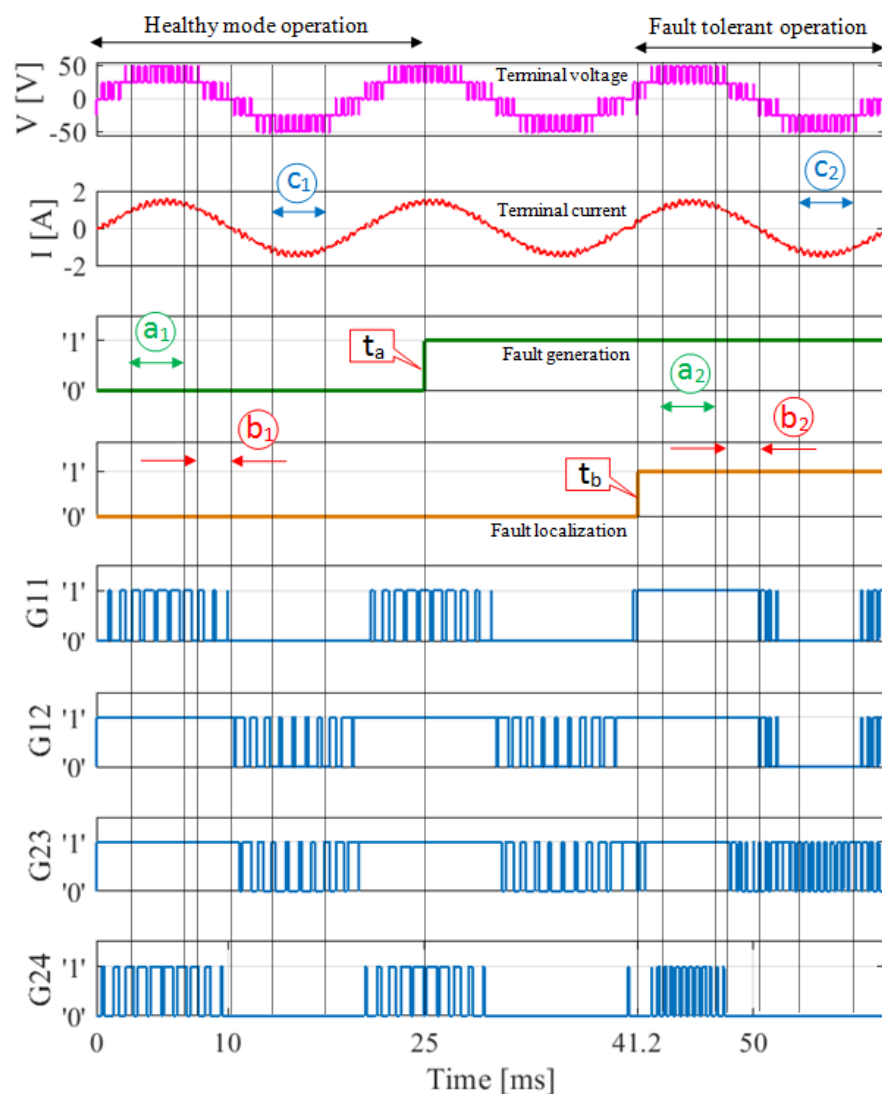 Healthy mode operation
Fault tolerant operation
V [V]
50
0
-50
Terminal voltage
c1
c2
I [A]
2
0
-2
Terminal current
'1'
'0'
a1
ta
Fault generation
a2
'1'
'0'
b1
b2
tb
Fault localization
G11
'1'
'0'
G12
'1'
'0'
G23
'1'
'0'
G24
'1'
'0'
0
10
25
41.2
50
Time [ms]